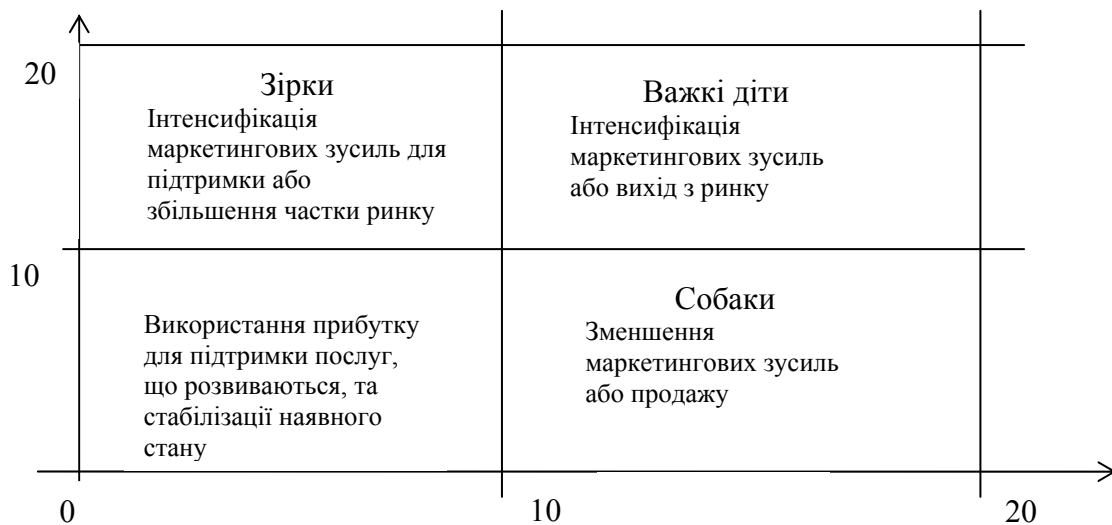 20
Зірки
Інтенсифікація
маркетингових зусиль для
підтримки або
збільшення частки ринку
Важкі діти
Інтенсифікація
маркетингових зусиль
або вихід з ринку
10
Використання прибутку
для підтримки послуг,
що розвиваються, та
стабілізації наявного
стану
Собаки
Зменшення
маркетингових зусиль
або продажу
0
10
20